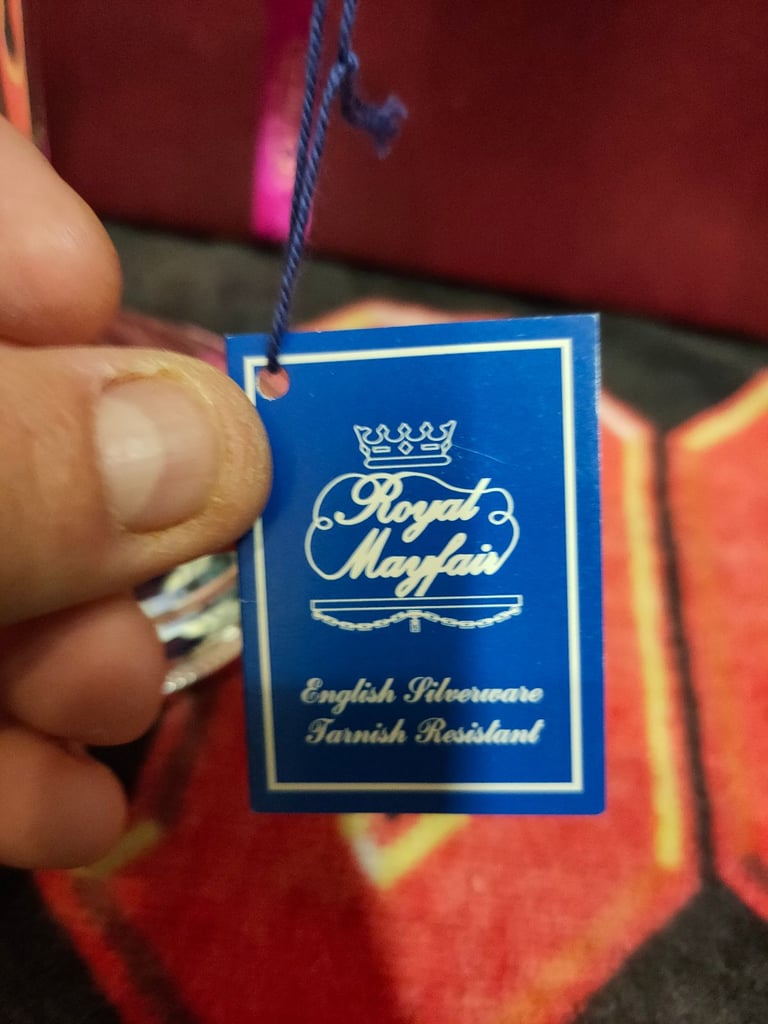 Royal
Mayfair
English Silverware
Tarnish Resistant